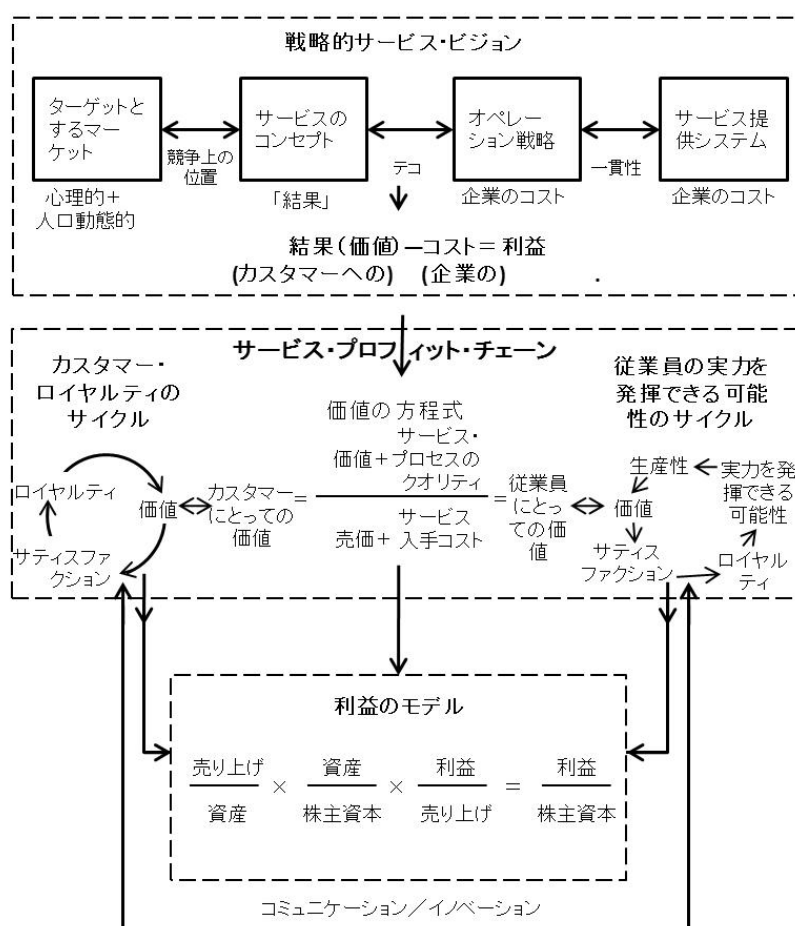 戦略的サービス・ビジョン
ターゲットと
するマー
ケット
競争上の
位置
サービスの
コンセプト
テコ
オペレー
ション戦略
一貫性
サービス提
供システム
心理的＋
人口動態的
「結果」
企業のコスト
企業のコスト
結果(価値)―コスト＝利益
(カスタマーへの) (企業の)
サービス・プロフィット・チェーン
カスタマー・
ロイヤルティの
サイクル
ロイヤルティ
価値
サティスファ
クション
カスタマー
にとっての
価値
=
価値の方程式
サービス・
価値＋プロセスの
クオリティ
サービス
売価＋入手コスト
=
従業員
にとっ
ての価
値
従業員の実力を
発揮できる可能
性のサイクル
生産性
実力を発
揮できる
可能性
価値
サティス
ファクション
ロイヤル
ティ
利益のモデル
売り上げ
資産
×
資産
株主資本
×
利益
売り上げ
=
利益
株主資本
コミュニケーション／イノベーション